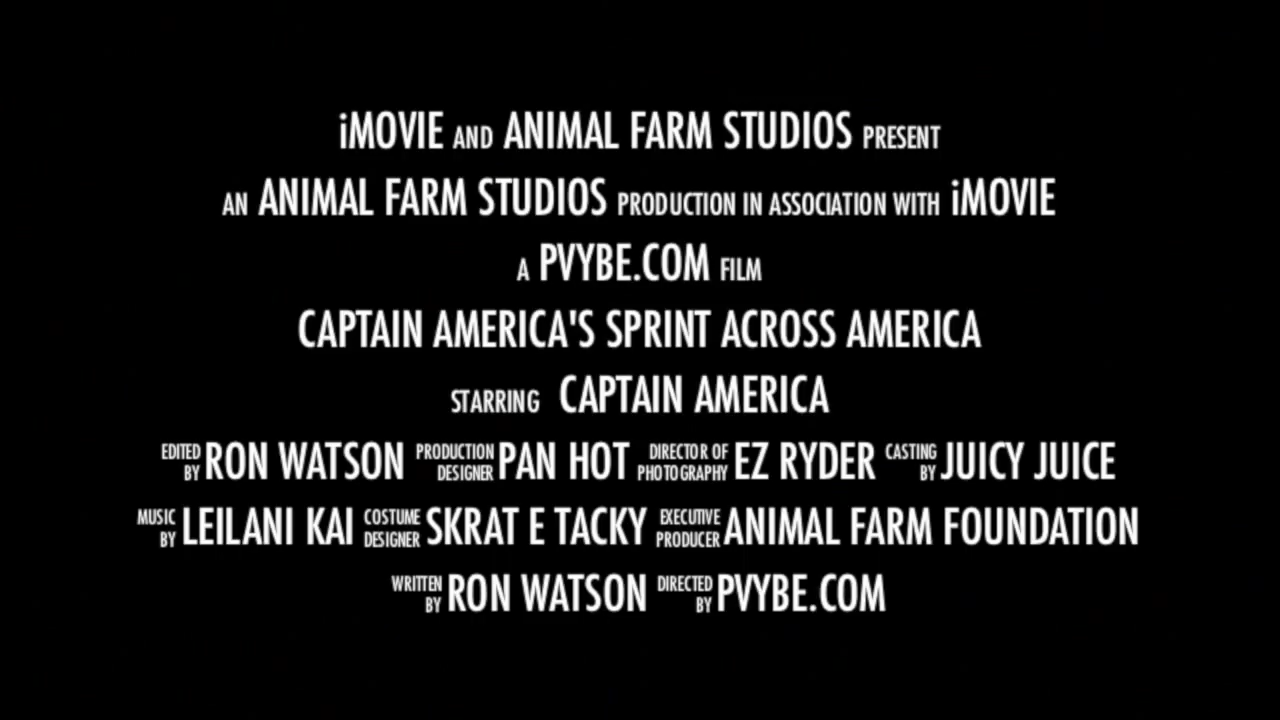 iMOVIE AND ANIMAL FARM STUDIOS PRESENT
AN ANIMAL FARM STUDIOS PRODUCTION IN ASSOCIATION WITH iMOVIE
A PVYBE.COM FILM
CAPTAIN AMERICA'S SPRINT ACROSS AMERICA
STARRING CAPTAIN AMERICA
EDITED BY RON WATSON PRODUCTION DESIGNER PAN HOT DIRECTOR OF PHOTOGRAPHY EZ RYDER CASTING BY JUICY JUICE
MUSIC BY LEILANI KAI COSTUME DESIGNER SKRAT E TACKY EXECUTIVE PRODUCER ANIMAL FARM FOUNDATION
WRITTEN BY RON WATSON DIRECTED BY PVYBE.COM